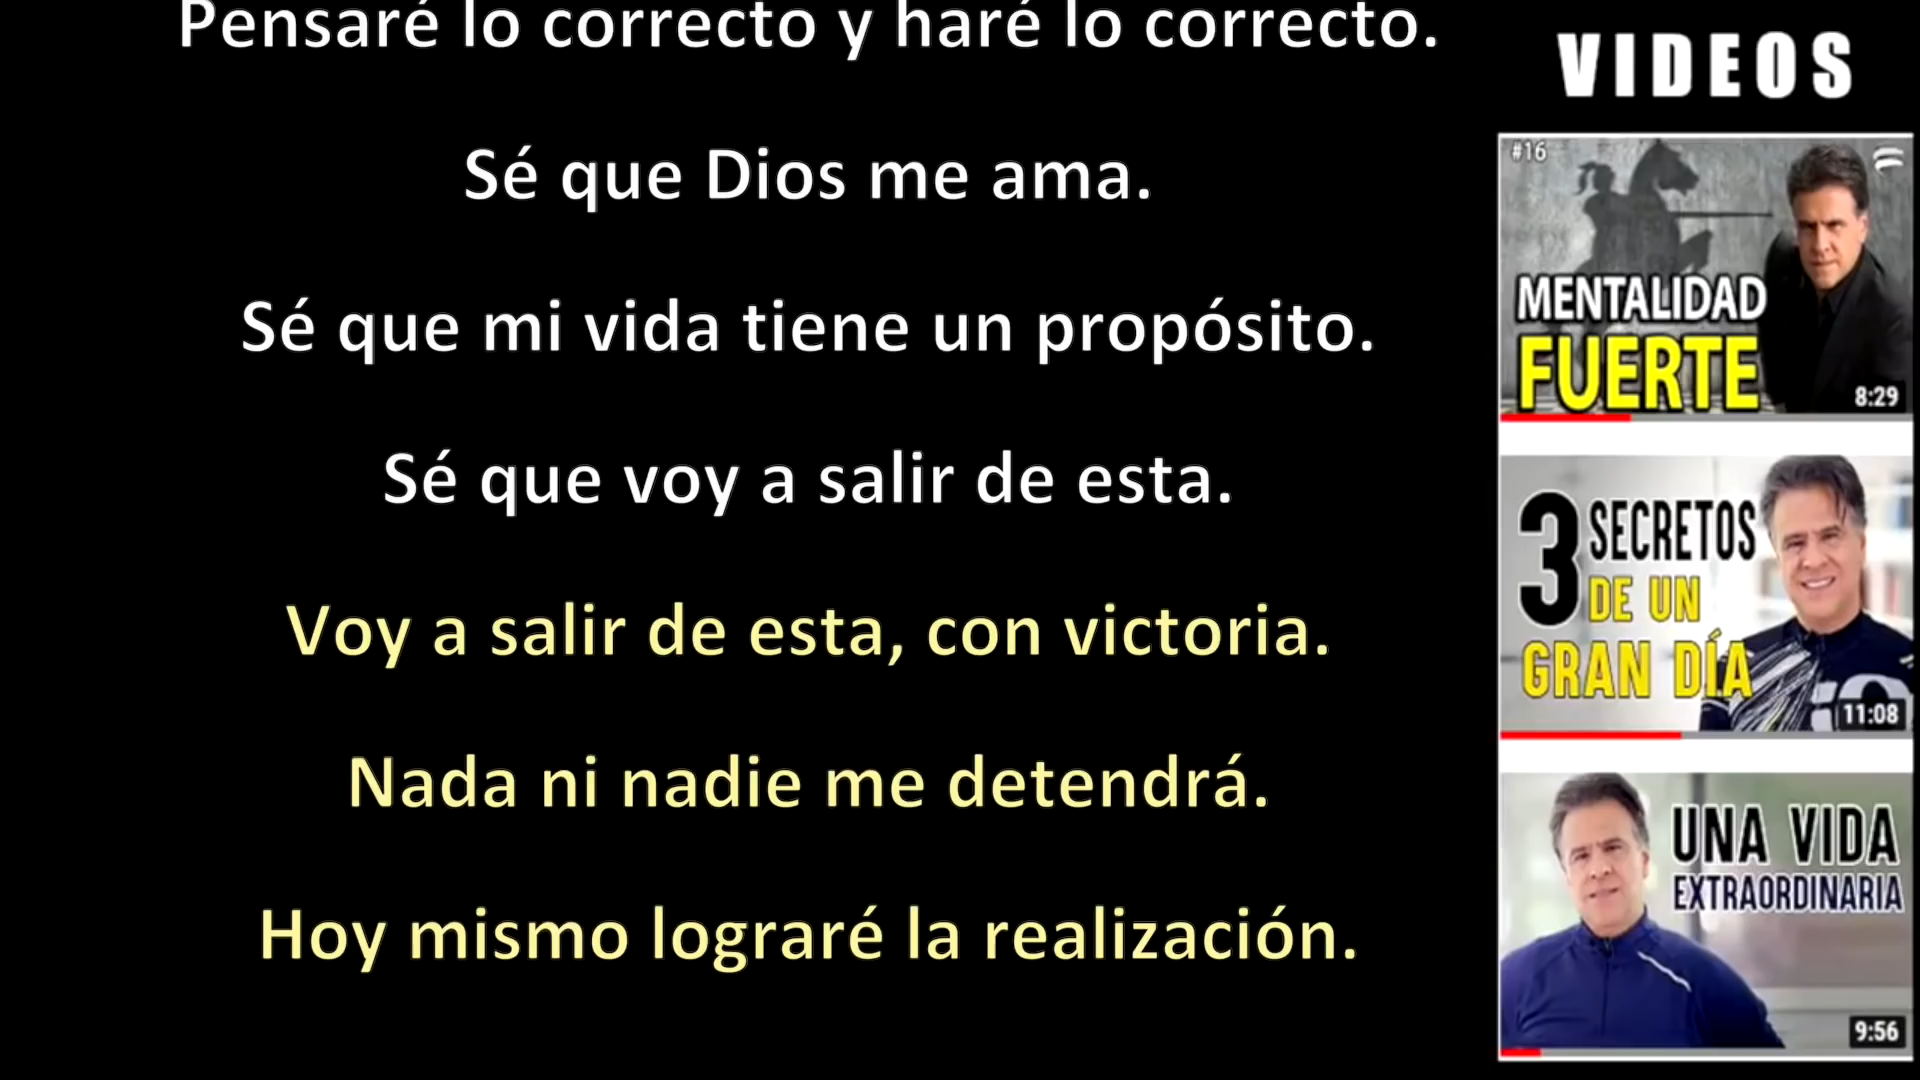 Pensaré lo correcto y haré lo correcto.
Sé que Dios me ama.
Sé que mi vida tiene un propósito.
Sé que voy a salir de esta.
Voy a salir de esta, con victoria.
Nada ni nadie me detendrá.
Hoy mismo lograré la realización.
VIDEOS
#16
MENTALIDAD
FUERTE
8:29
3 SECRETOS
DE UN
GRAN DÍA
11:08
UNA VIDA
EXTRAORDINARIA
9:56